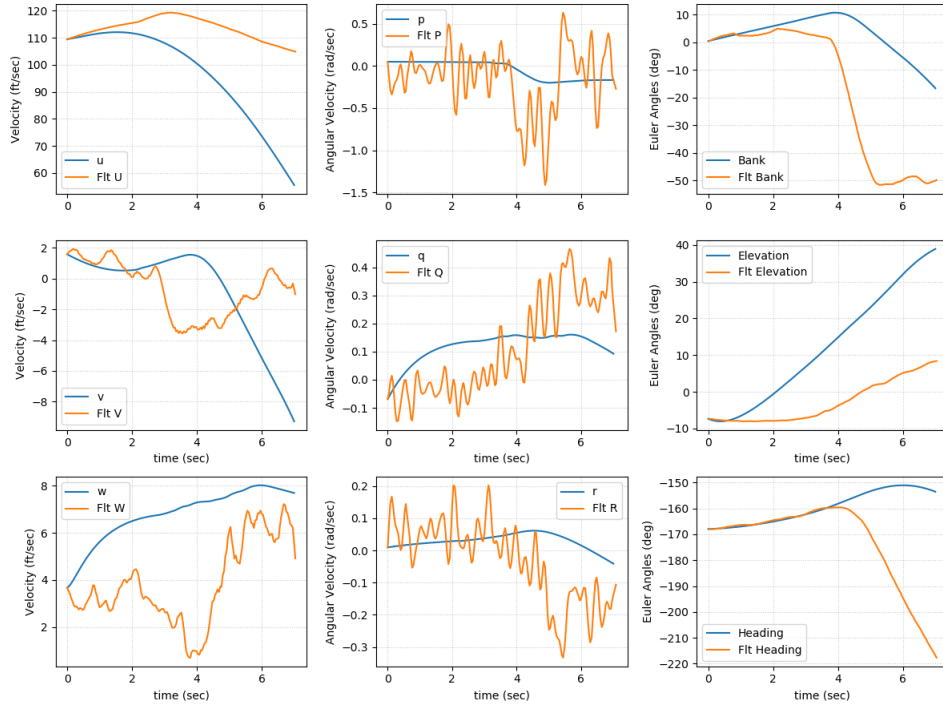 Velocity (ft/sec)
120
110
100
90
80
70
60
0
2
4
6
u
Flt U
Angular Velocity (rad/sec)
0.5
0.0
−0.5
−1.0
−1.5
0
2
4
6
p
Flt P
Euler Angles (deg)
10
0
−10
−20
−30
−40
−50
0
2
4
6
Bank
Flt Bank
Velocity (ft/sec)
2
0
−2
−4
−6
−8
0
2
4
6
time (sec)
v
Flt V
Angular Velocity (rad/sec)
0.4
0.3
0.2
0.1
0.0
−0.1
0
2
4
6
time (sec)
q
Flt Q
Euler Angles (deg)
40
30
20
10
0
−10
0
2
4
6
time (sec)
Elevation
Flt Elevation
Velocity (ft/sec)
8
6
4
2
0
2
4
6
time (sec)
w
Flt W
Angular Velocity (rad/sec)
0.2
0.1
0.0
−0.1
−0.2
−0.3
0
2
4
6
time (sec)
r
Flt R
Euler Angles (deg)
−150
−160
−170
−180
−190
−200
−210
−220
0
2
4
6
time (sec)
Heading
Flt Heading